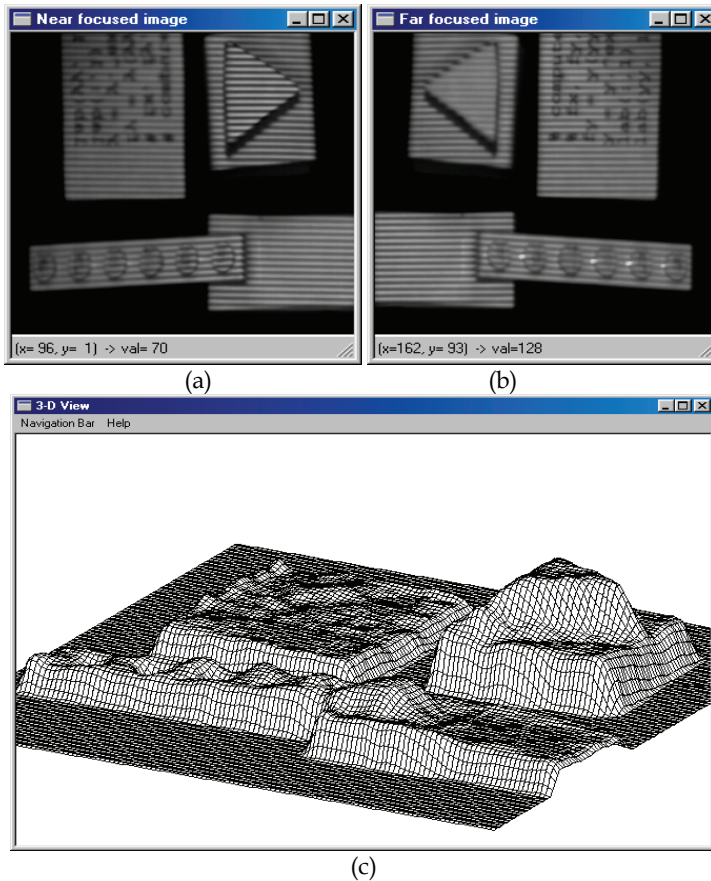 Near focused image
Far focused image
(x= 96, y= 1) -> val= 70
(x=162, y= 93) -> val=128
(a)
(b)
3-D View
Navigation Bar Help
(c)